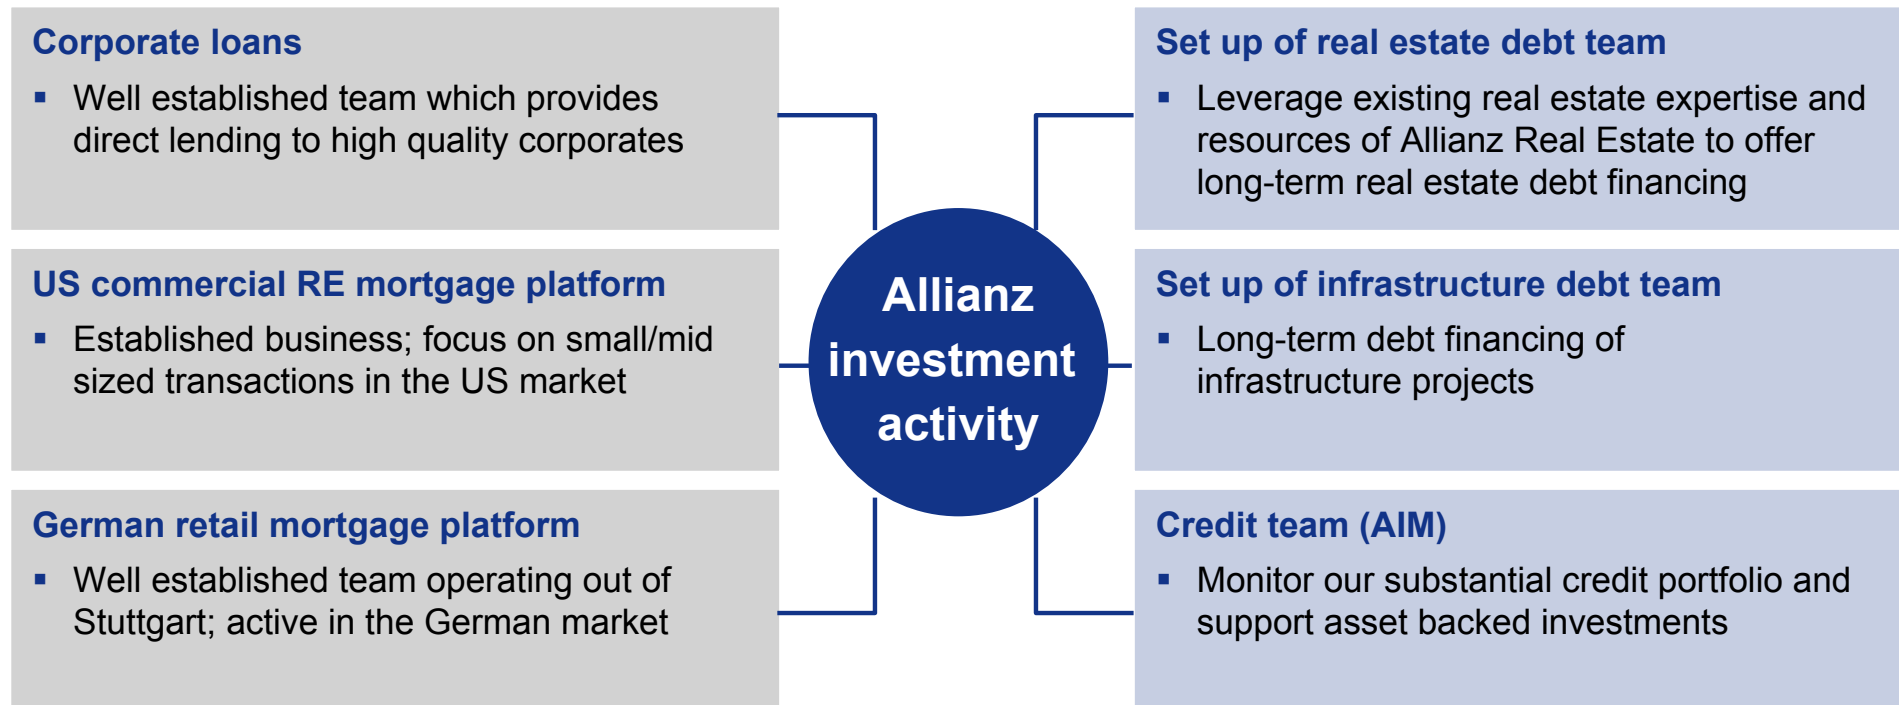 Corporate loans
▪ Well established team which provides
direct lending to high quality corporates
US commercial RE mortgage platform
▪ Established business; focus on small/mid
sized transactions in the US market
German retail mortgage platform
▪ Well established team operating out of
Stuttgart; active in the German market
Allianz
investment
activity
Set up of real estate debt team
▪ Leverage existing real estate expertise and
resources of Allianz Real Estate to offer
long-term real estate debt financing
Set up of infrastructure debt team
▪ Long-term debt financing of
infrastructure projects
Credit team (AIM)
▪ Monitor our substantial credit portfolio and
support asset backed investments